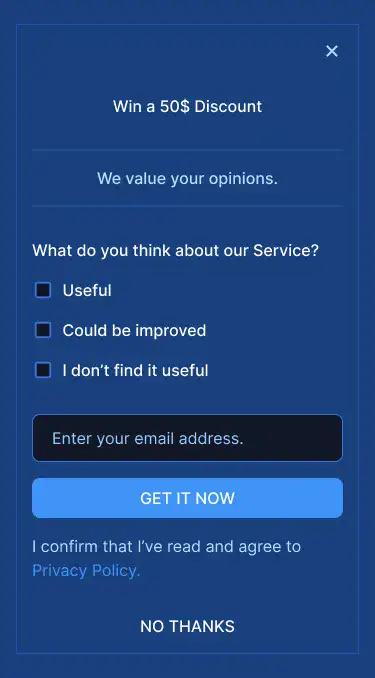 Win a 50$ Discount
We value your opinions.
What do you think about our Service?
Useful
Could be improved
I don’t find it useful
Enter your email address.
GET IT NOW
I confirm that I’ve read and agree to
Privacy Policy.
NO THANKS